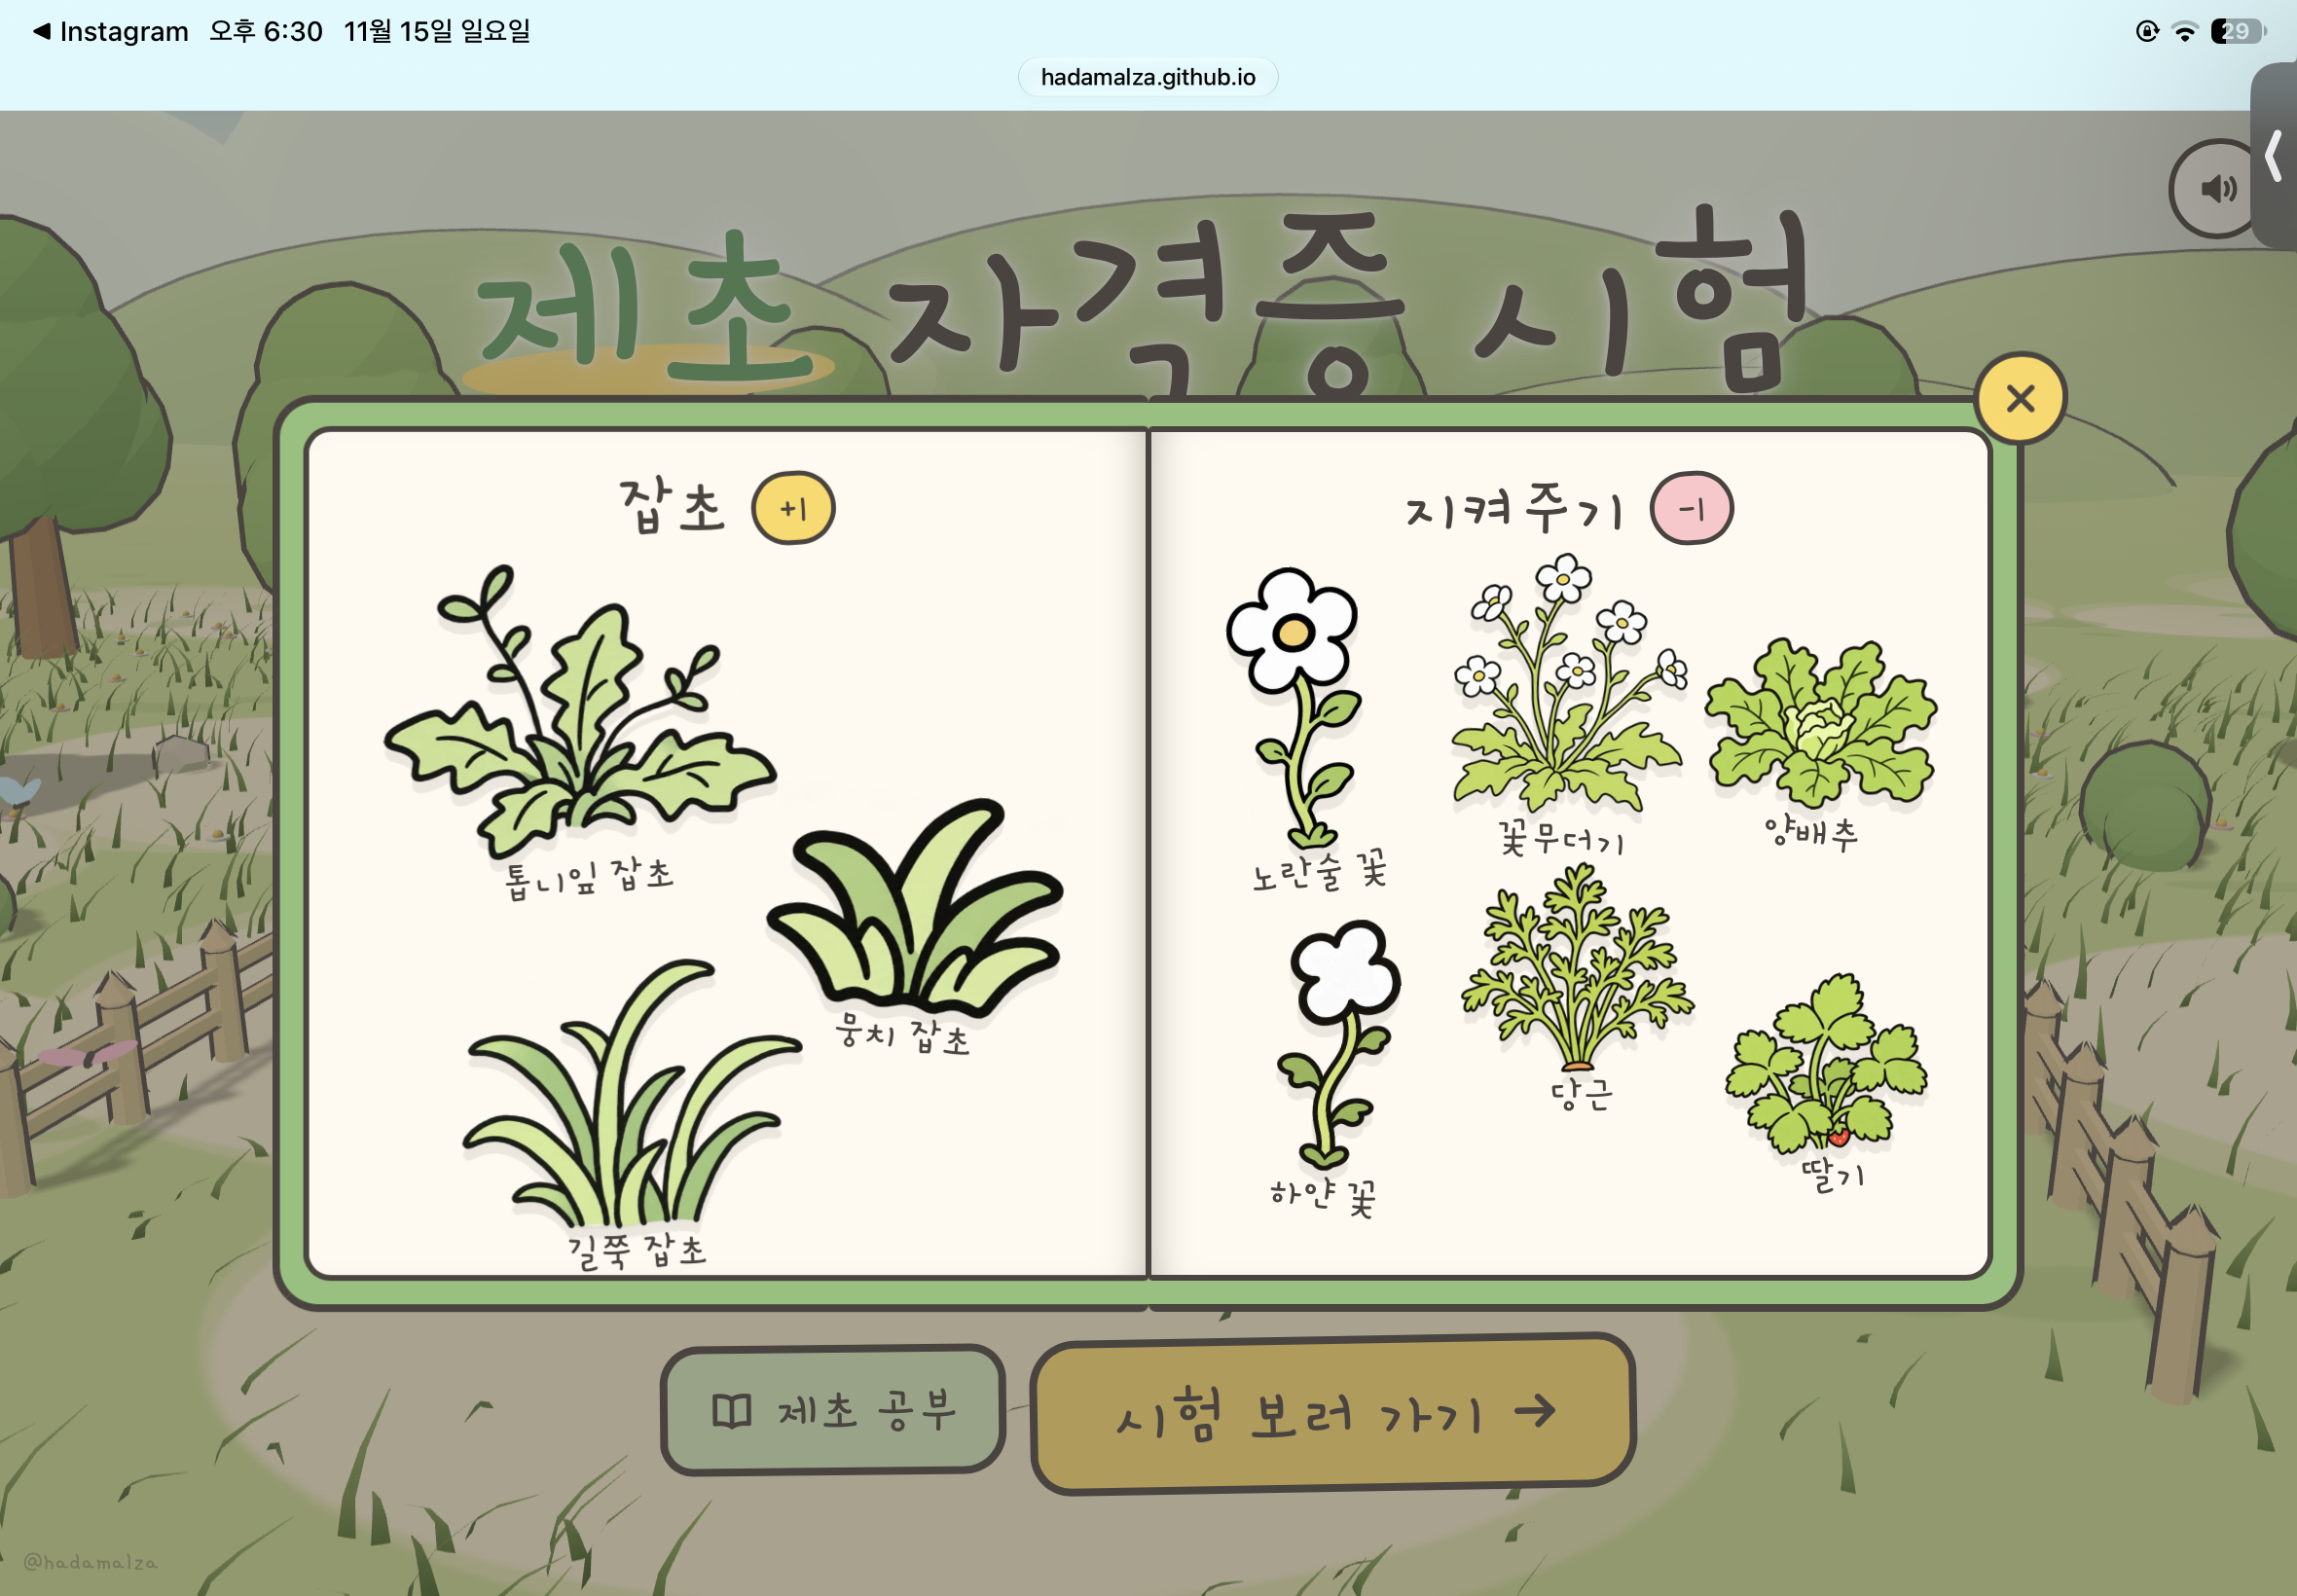 ◀ Instagram 오후 6:30 11월 15일 일요일
29
hadamalza.github.io
제초 자격증 시험
잡초 +1
톱니잎 잡초
뭉치 잡초
길쭉 잡초
지켜주기 -1
노란술 꽃
꽃무더기
양배추
하얀 꽃
당근
딸기
제초 공부
시험 보러 가기 →
@hadamalza